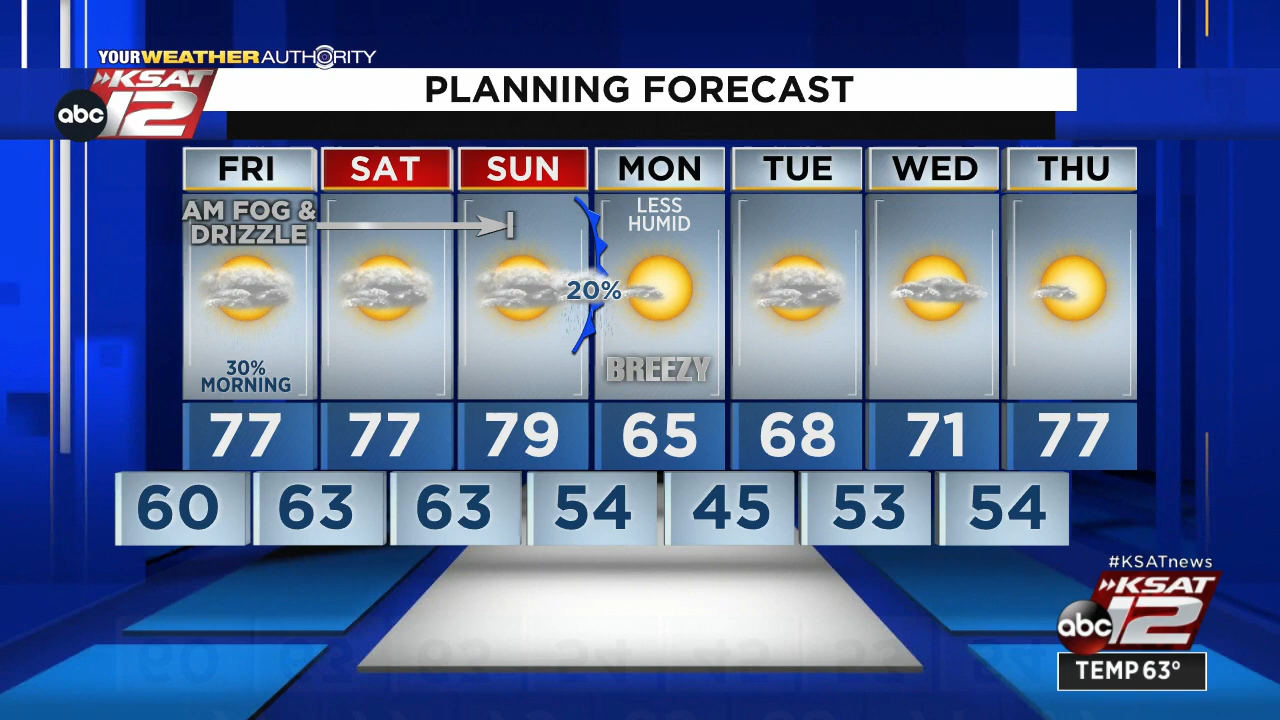 YOURWEATHERAUTHORITY
KSAT
abc 12
PLANNING FORECAST
FRI SAT SUN MON TUE WED THU
AM FOG &
DRIZZLE
LESS
HUMID
20%
30%
MORNING
BREEZY
77 77 79 65 68 71 77
60 63 63 54 45 53 54
#KSATnews
KSAT
abc 12
TEMP 63°